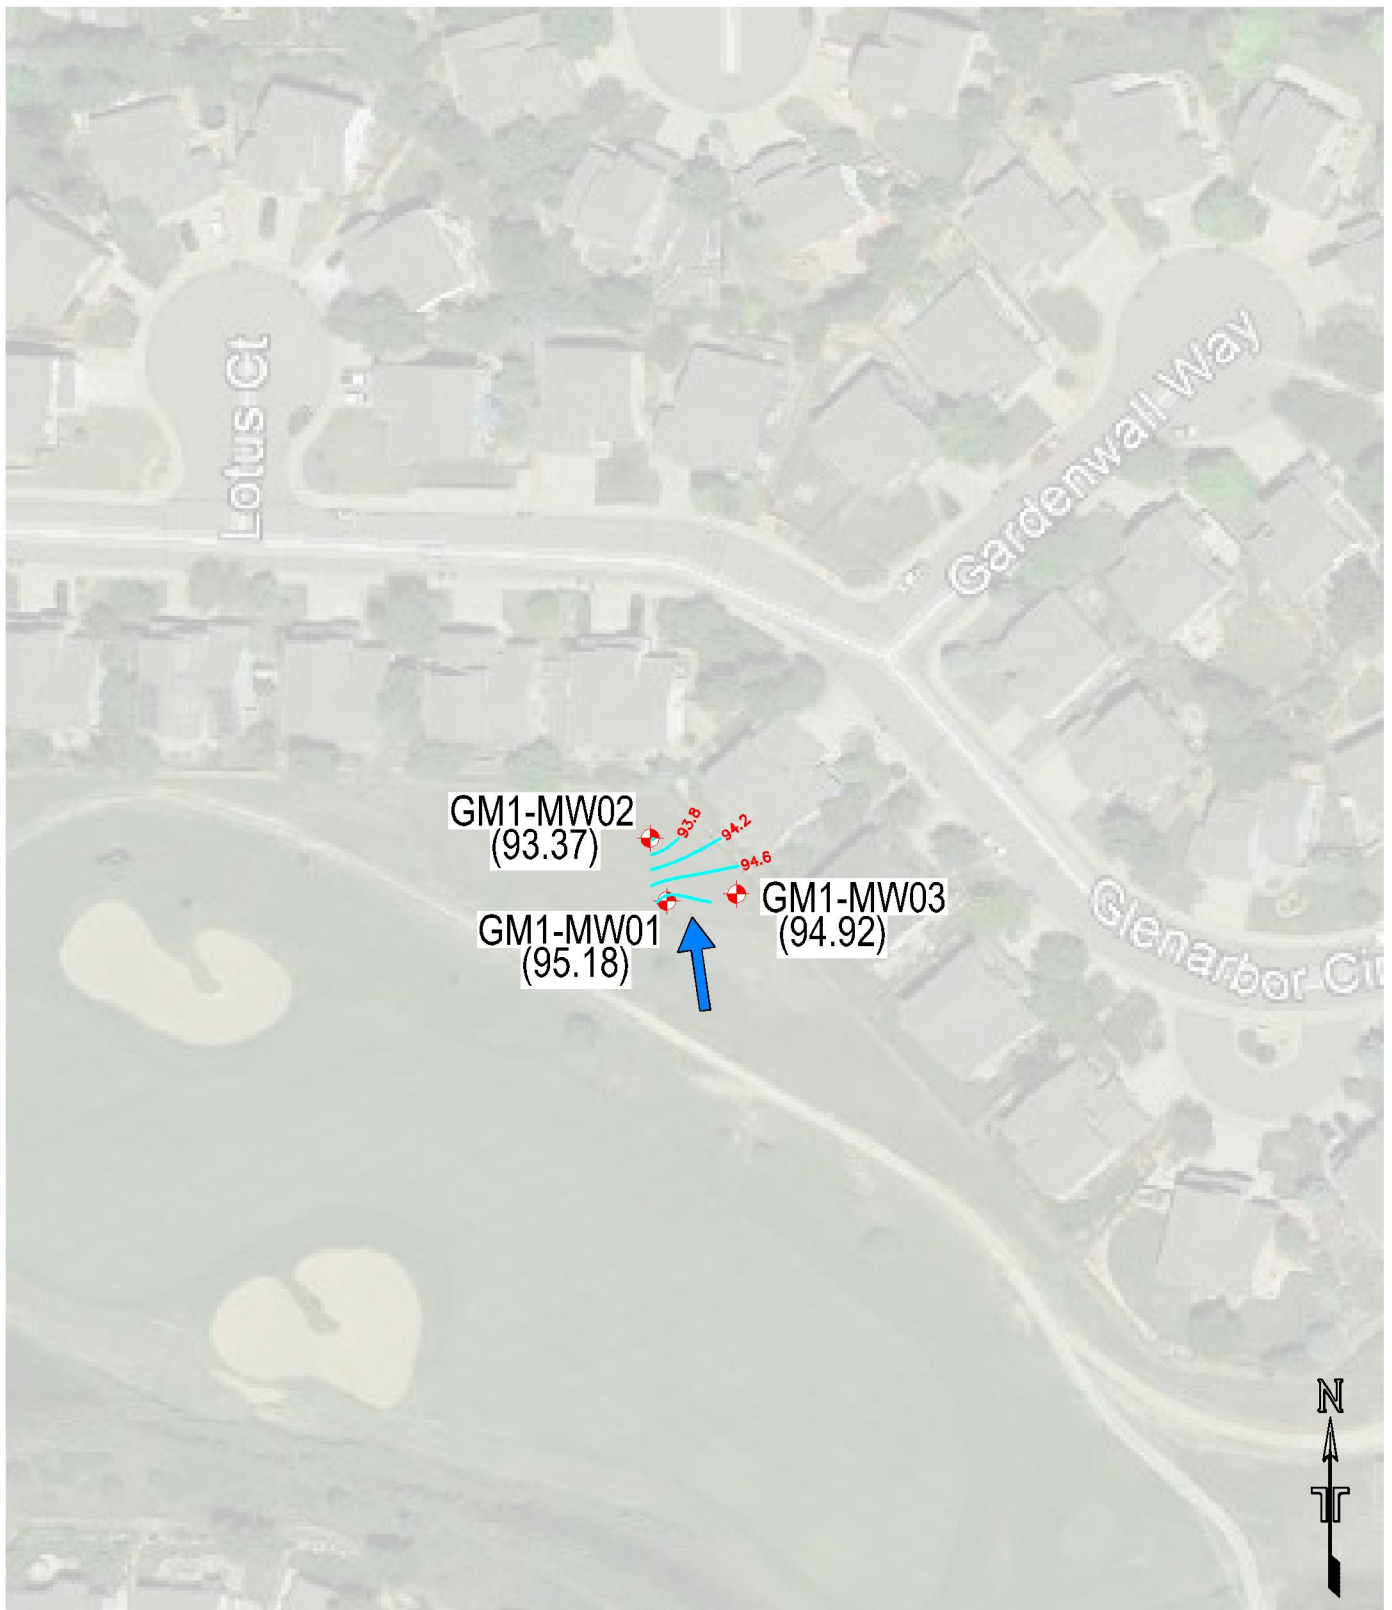 Lotus Ct
Gardenwall Way
GM1-MW02
(93.37)
93.8
94.2
94.6
GM1-MW01
(95.18)
GM1-MW03
(94.92)
Glenarbor Cir
N